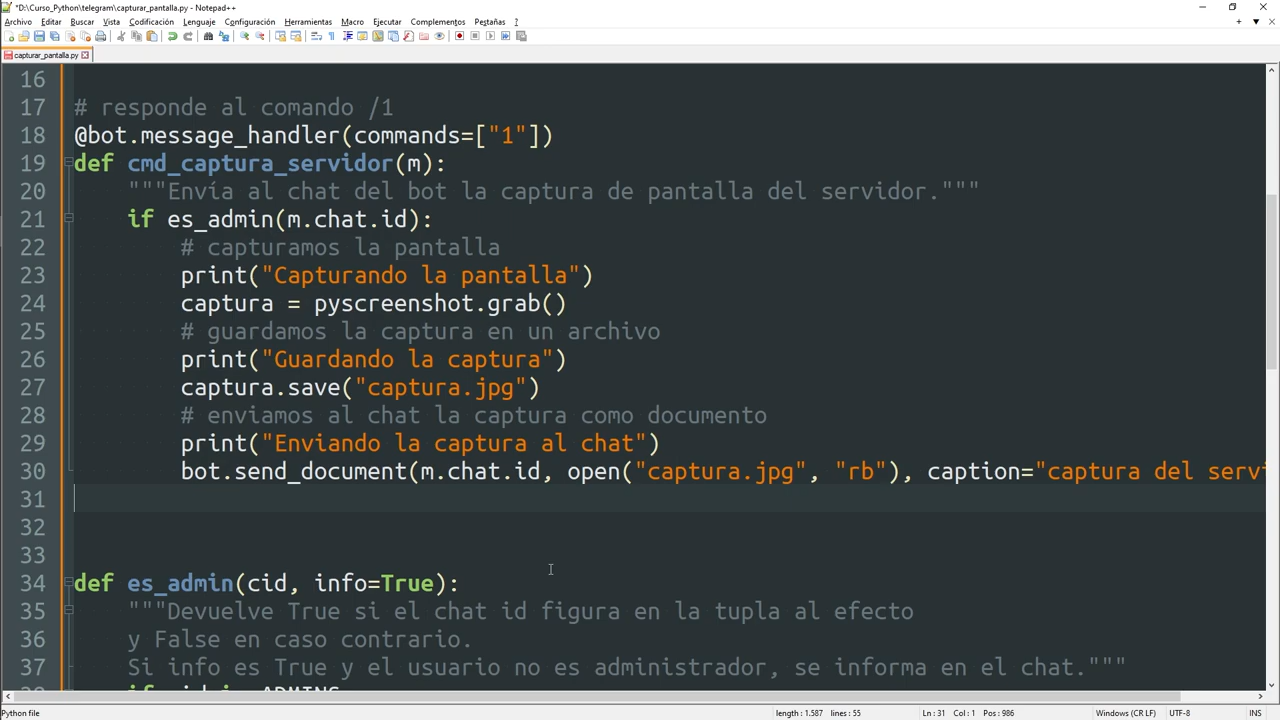 *D:\Curso_Python\telegram\capturar_pantalla.py - Notepad++
Archivo Editar Buscar Vista Codificación Lenguaje Configuración Herramientas Macro Ejecutar Complementos Pestañas ?
capturar_pantalla.py
16
17 # responde al comando /1
18 @bot.message_handler(commands=["1"])
19 def cmd_captura_servidor(m):
20 """Envía al chat del bot la captura de pantalla del servidor."""
21 if es_admin(m.chat.id):
22 # capturamos la pantalla
23 print("Capturando la pantalla")
24 captura = pyscreenshot.grab()
25 # guardamos la captura en un archivo
26 print("Guardando la captura")
27 captura.save("captura.jpg")
28 # enviamos al chat la captura como documento
29 print("Enviando la captura al chat")
30 bot.send_document(m.chat.id, open("captura.jpg", "rb"), caption="captura del servi
31
32
33
34 def es_admin(cid, info=True):
35 """Devuelve True si el chat id figura en la tupla al efecto
36 y False en caso contrario.
37 Si info es True y el usuario no es administrador, se informa en el chat."""
Python file length : 1.587 lines : 55 Ln : 31 Col : 1 Pos : 986 Windows (CR LF) UTF-8 INS